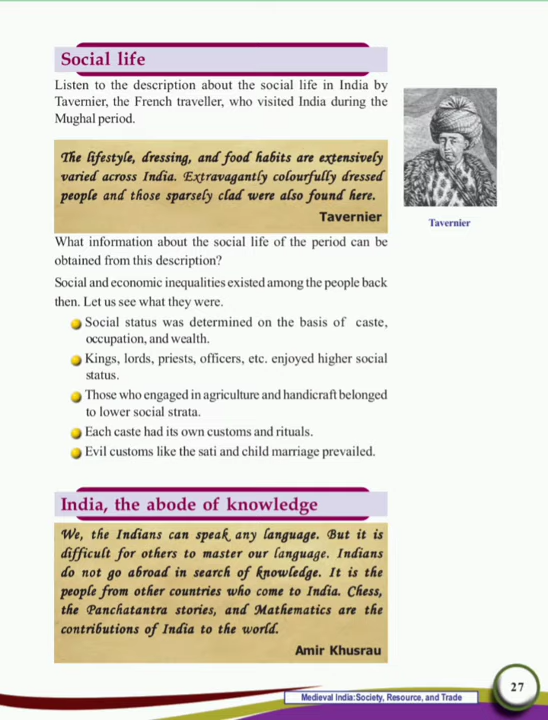 Social life
Listen to the description about the social life in India by
Tavernier, the French traveller, who visited India during the
Mughal period.
The lifestyle, dressing, and food habits are extensively
varied across India. Extravagantly colourfully dressed
people and those sparsely clad were also found here.
Tavernier
Tavernier
What information about the social life of the period can be
obtained from this description?
Social and economic inequalities existed among the people back
then. Let us see what they were.
Social status was determined on the basis of caste,
occupation, and wealth.
Kings, lords, priests, officers, etc. enjoyed higher social
status.
Those who engaged in agriculture and handicraft belonged
to lower social strata.
Each caste had its own customs and rituals.
Evil customs like the sati and child marriage prevailed.
India, the abode of knowledge
We, the Indians can speak any language. But it is
difficult for others to master our language. Indians
do not go abroad in search of knowledge. It is the
people from other countries who come to India. Chess,
the Panchatantra stories, and Mathematics are the
contributions of India to the world.
Amir Khusrau
27
Medieval India:Society, Resource, and Trade